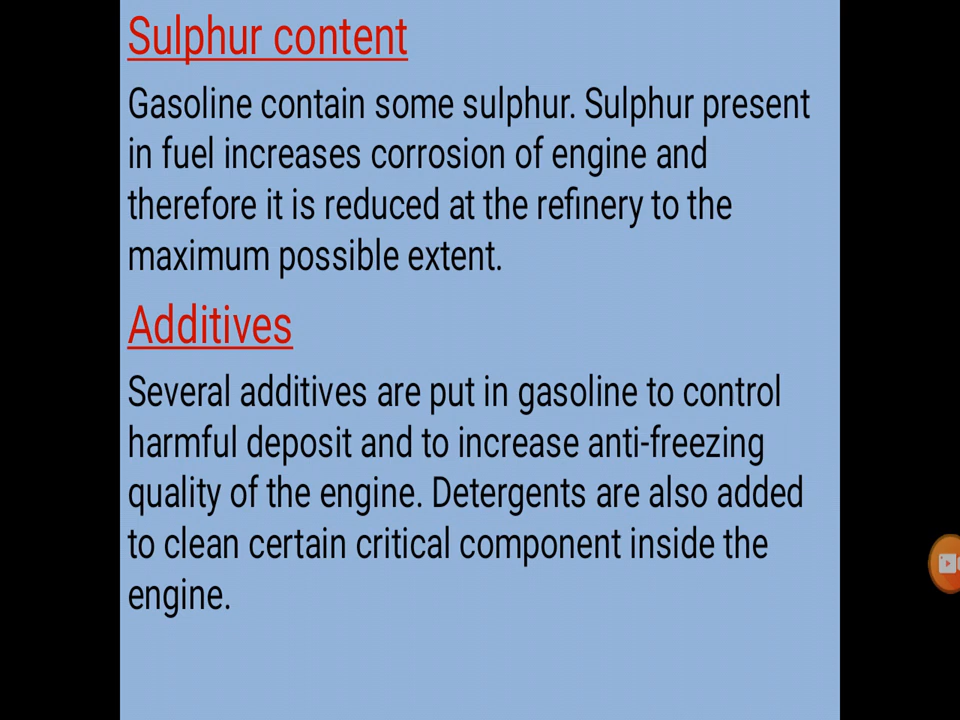 Sulphur content
Gasoline contain some sulphur. Sulphur present
in fuel increases corrosion of engine and
therefore it is reduced at the refinery to the
maximum possible extent.
Additives
Several additives are put in gasoline to control
harmful deposit and to increase anti-freezing
quality of the engine. Detergents are also added
to clean certain critical component inside the
engine.